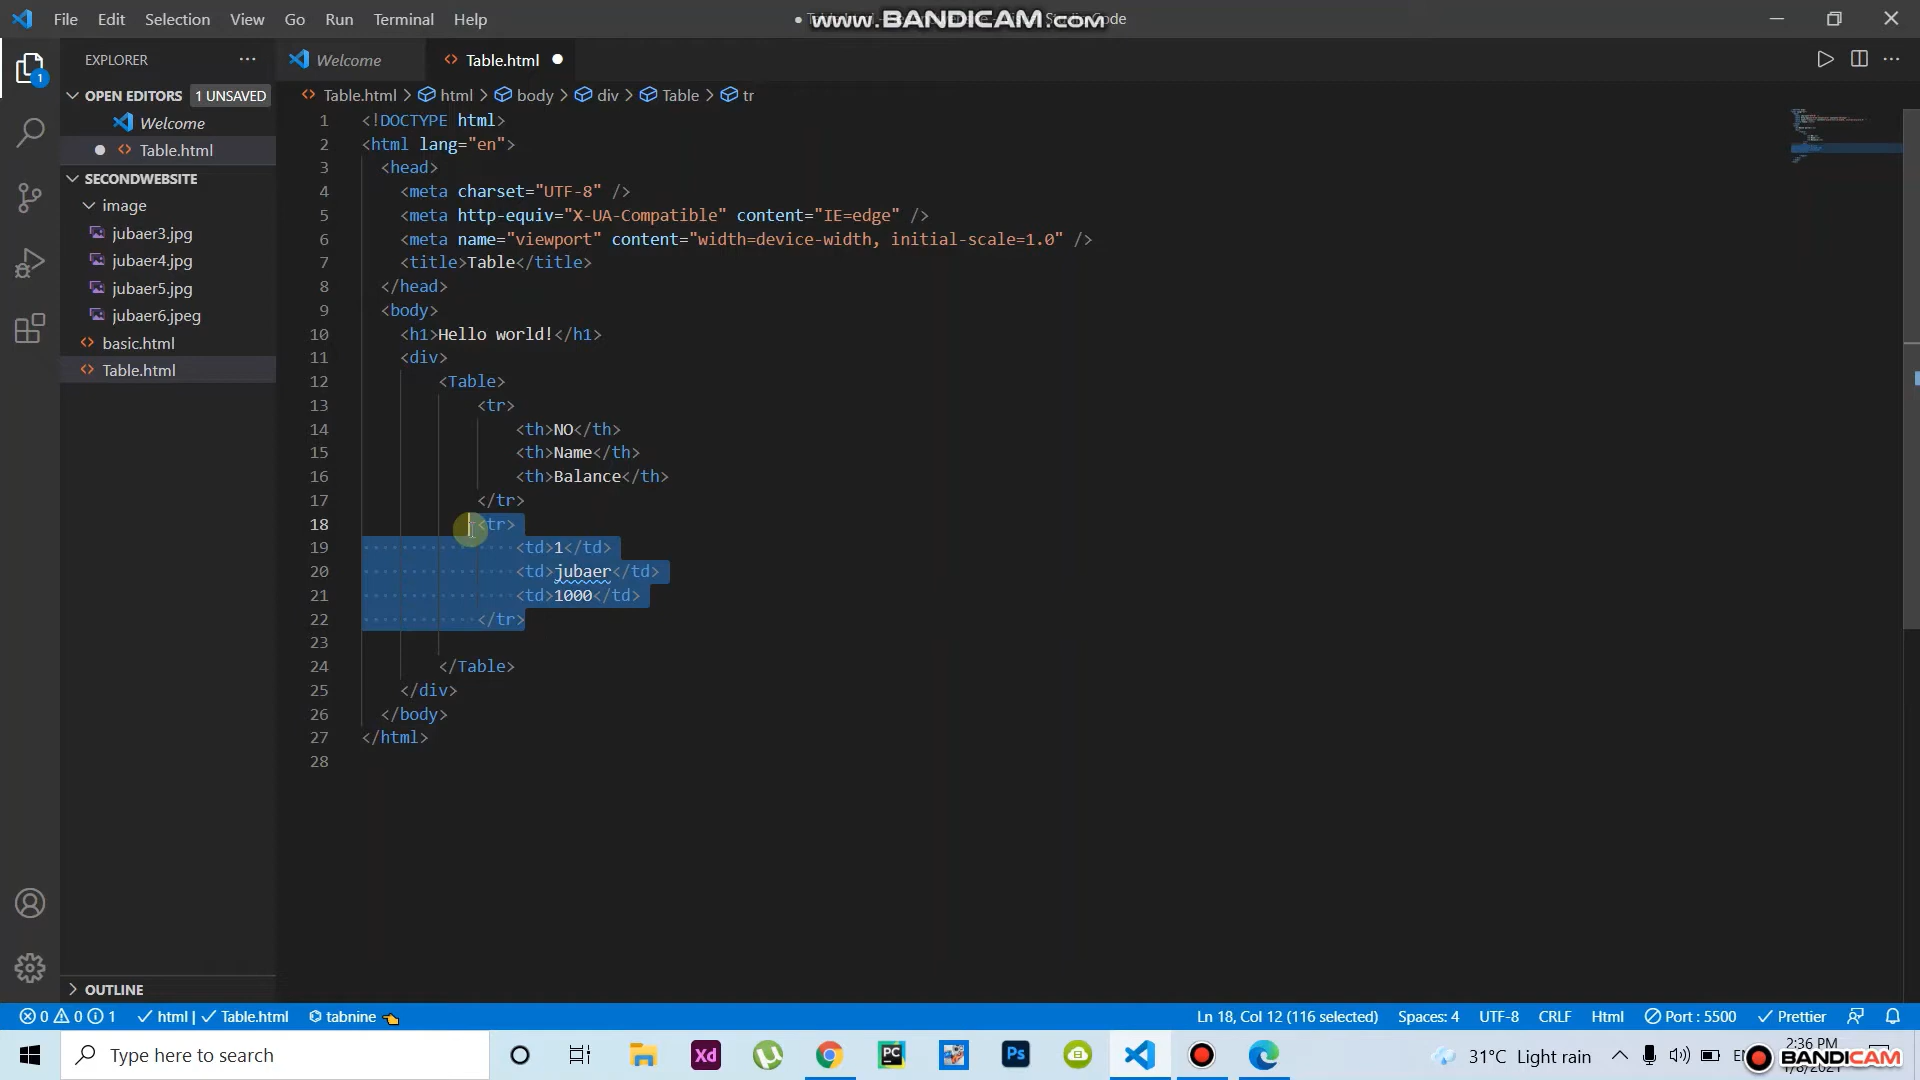 File Edit Selection View Go Run Terminal Help
www.BANDICAM.com
Code
EXPLORER
Welcome
Table.html
OPEN EDITORS 1 UNSAVED
Welcome
Table.html
SECONDWEBSITE
image
jubaer3.jpg
jubaer4.jpg
jubaer5.jpg
jubaer6.jpeg
basic.html
Table.html
OUTLINE
Table.html > html > body > div > Table > tr
1 <!DOCTYPE html>
2 <html lang="en">
3 <head>
4 <meta charset="UTF-8" />
5 <meta http-equiv="X-UA-Compatible" content="IE=edge" />
6 <meta name="viewport" content="width=device-width, initial-scale=1.0" />
7 <title>Table</title>
8 </head>
9 <body>
10 <h1>Hello world!</h1>
11 <div>
12 <Table>
13 <tr>
14 <th>NO</th>
15 <th>Name</th>
16 <th>Balance</th>
17 </tr>
18 <tr>
19 <td>1</td>
20 <td>jubaer</td>
21 <td>1000</td>
22 </tr>
23
24 </Table>
25 </div>
26 </body>
27 </html>
28
0 0 1 html | Table.html tabnine Ln 18, Col 12 (116 selected) Spaces: 4 UTF-8 CRLF Html Port : 5500 Prettier
Type here to search
Xd
PC
Ps
31°C Light rain
2:36 PM
BANDICAM